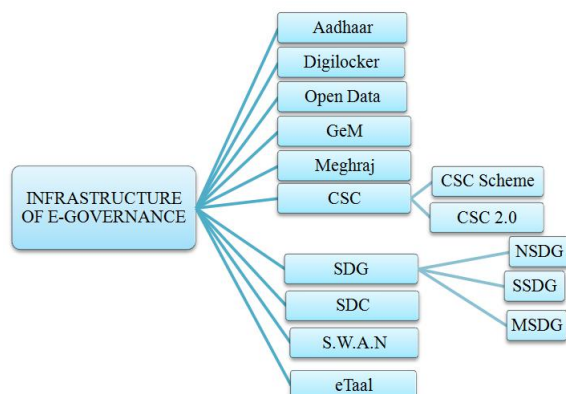 Aadhaar
Digilocker
Open Data
GeM
Meghraj
CSC
CSC Scheme
CSC 2.0
INFRASTRUCTURE
OF E-GOVERNANCE
SDG
NSDG
SSDG
MSDG
SDC
S.W.A.N
eTaal